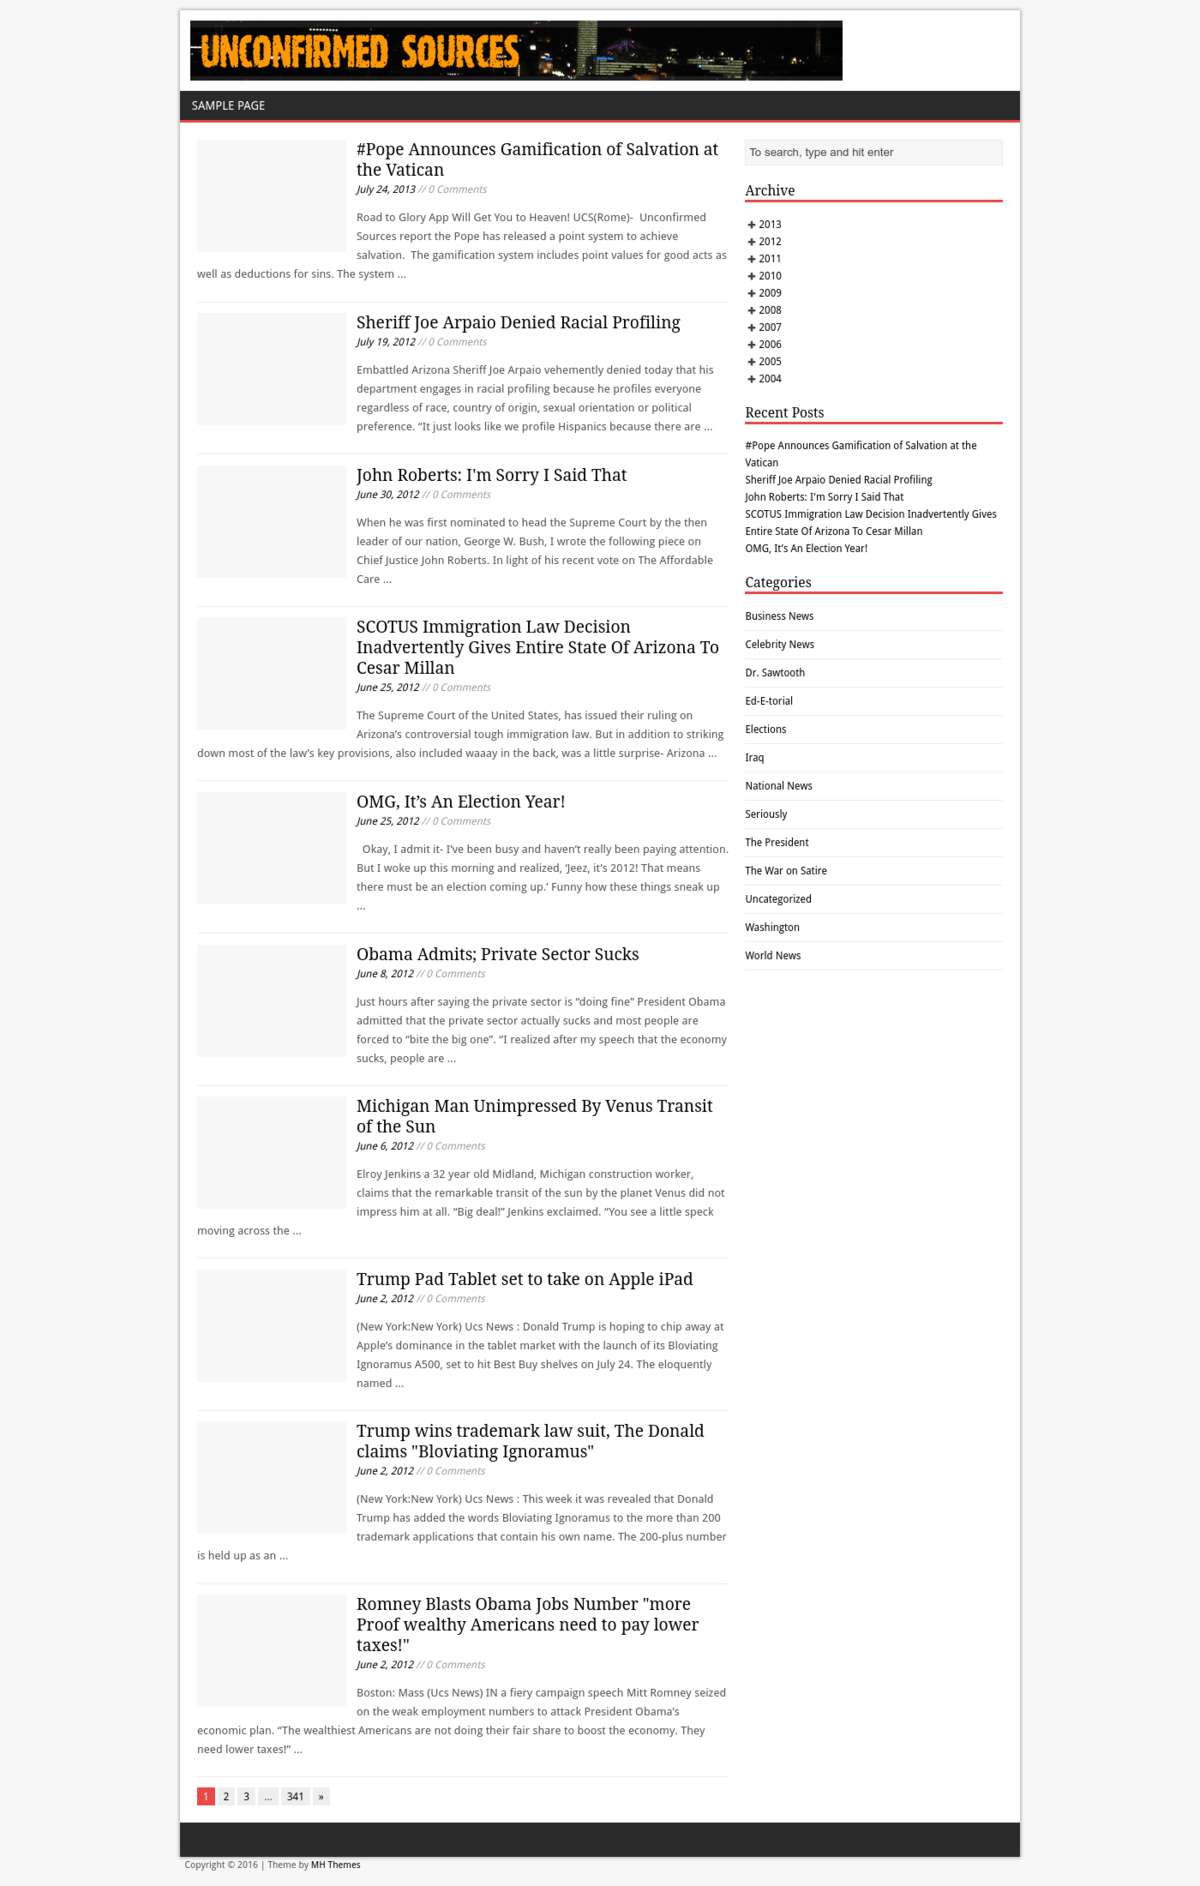 UNCONFIRMED SOURCES
SAMPLE PAGE
#Pope Announces Gamification of Salvation at
the Vatican
July 24, 2013 // 0 Comments
Road to Glory App Will Get You to Heaven! UCS(Rome)-  Unconfirmed
Sources report the Pope has released a point system to achieve
salvation.  The gamification system includes point values for good acts as
well as deductions for sins. The system ...
Sheriff Joe Arpaio Denied Racial Profiling
July 19, 2012 // 0 Comments
Embattled Arizona Sheriff Joe Arpaio vehemently denied today that his
department engages in racial profiling because he profiles everyone
regardless of race, country of origin, sexual orientation or political
preference. “It just looks like we profile Hispanics because there are ...
John Roberts: I'm Sorry I Said That
June 30, 2012 // 0 Comments
When he was first nominated to head the Supreme Court by the then
leader of our nation, George W. Bush, I wrote the following piece on
Chief Justice John Roberts. In light of his recent vote on The Affordable
Care ...
SCOTUS Immigration Law Decision
Inadvertently Gives Entire State Of Arizona To
Cesar Millan
June 25, 2012 // 0 Comments
The Supreme Court of the United States, has issued their ruling on
Arizona’s controversial tough immigration law. But in addition to striking
down most of the law’s key provisions, also included waaay in the back, was a little surprise- Arizona ...
OMG, It’s An Election Year!
June 25, 2012 // 0 Comments
Okay, I admit it- I’ve been busy and haven’t really been paying attention.
But I woke up this morning and realized, ‘Jeez, it’s 2012! That means
there must be an election coming up.’ Funny how these things sneak up
...
Obama Admits; Private Sector Sucks
June 8, 2012 // 0 Comments
Just hours after saying the private sector is “doing fine” President Obama
admitted that the private sector actually sucks and most people are
forced to “bite the big one”. “I realized after my speech that the economy
sucks, people are ...
Michigan Man Unimpressed By Venus Transit
of the Sun
June 6, 2012 // 0 Comments
Elroy Jenkins a 32 year old Midland, Michigan construction worker,
claims that the remarkable transit of the sun by the planet Venus did not
impress him at all. “Big deal!” Jenkins exclaimed. “You see a little speck
moving across the ...
Trump Pad Tablet set to take on Apple iPad
June 2, 2012 // 0 Comments
(New York:New York) Ucs News : Donald Trump is hoping to chip away at
Apple’s dominance in the tablet market with the launch of its Bloviating
Ignoramus A500, set to hit Best Buy shelves on July 24. The eloquently
named ...
Trump wins trademark law suit, The Donald
claims "Bloviating Ignoramus"
June 2, 2012 // 0 Comments
(New York:New York) Ucs News : This week it was revealed that Donald
Trump has added the words Bloviating Ignoramus to the more than 200
trademark applications that contain his own name. The 200-plus number
is held up as an ...
Romney Blasts Obama Jobs Number "more
Proof wealthy Americans need to pay lower
taxes!"
June 2, 2012 // 0 Comments
Boston: Mass (Ucs News) IN a fiery campaign speech Mitt Romney seized
on the weak employment numbers to attack President Obama’s
economic plan. “The wealthiest Americans are not doing their fair share to boost the economy. They
need lower taxes!” ...
1 2 3 ... 341 »
To search, type and hit enter
Archive
2013
2012
2011
2010
2009
2008
2007
2006
2005
2004
Recent Posts
#Pope Announces Gamification of Salvation at the
Vatican
Sheriff Joe Arpaio Denied Racial Profiling
John Roberts: I'm Sorry I Said That
SCOTUS Immigration Law Decision Inadvertently Gives
Entire State Of Arizona To Cesar Millan
OMG, It’s An Election Year!
Categories
Business News
Celebrity News
Dr. Sawtooth
Ed-E-torial
Elections
Iraq
National News
Seriously
The President
The War on Satire
Uncategorized
Washington
World News
Copyright © 2016 | Theme by MH Themes